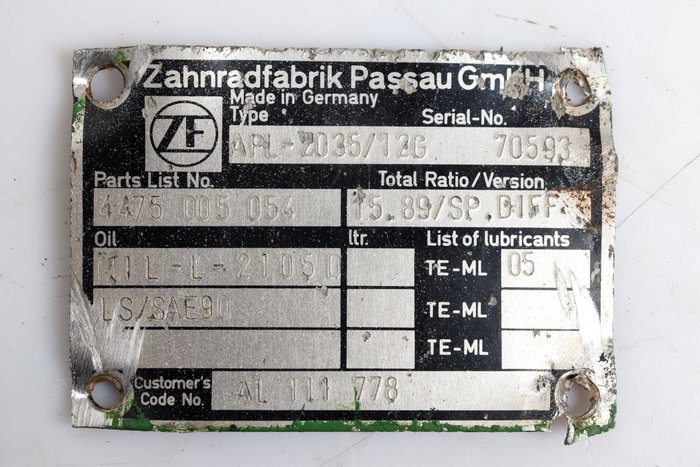 Zahnradfabrik Passau GmbH
ZF
Made in Germany
Type Serial-No.
APL-2035/12G 70593
Parts List No. Total Ratio/Version
4475 005 054 15.89/SP.DIFF.
Oil ltr. List of lubricants
MIL-L-2105D TE-ML 05
LS/SAE90 TE-ML
TE-ML
Customer's
Code No. AL 111 778